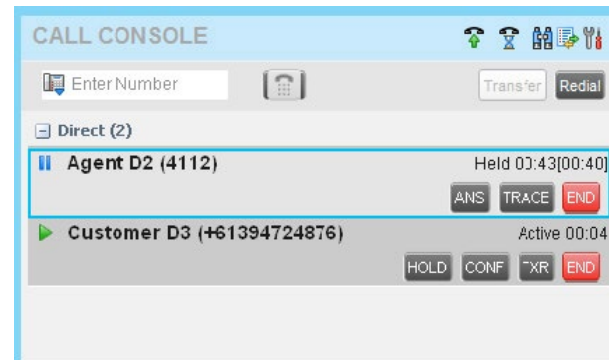 CALL CONSOLE
Enter Number
Transfer Redial
Direct (2)
Agent D2 (4112) Held 00:43[00:40]
ANS TRACE END
Customer D3 (+61394724876) Active 00:04
HOLD CONF TXR END